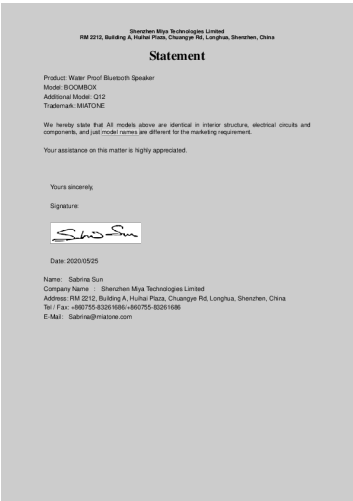 Shenzhen Miya Technologies Limited
RM 2212, Building A, Huihai Plaza, Chuangye Rd, Longhua, Shenzhen, China
Statement
Product: Water Proof Bluetooth Speaker
Model: BOOMBOX
Additional Model: Q12
Trademark: MIATONE
We hereby state that All models above are identical in interior structure, electrical circuits and
components, and just model names are different for the marketing requirement.
Your assistance on this matter is highly appreciated.
Yours sincerely,
Signature:
Sabrina Sun
Date: 2020/05/25
Name: Sabrina Sun
Company Name : Shenzhen Miya Technologies Limited
Address: RM 2212, Building A, Huihai Plaza, Chuangye Rd, Longhua, Shenzhen, China
Tel / Fax: +860755-83261686/+860755-83261686
E-Mail: Sabrina@miatone.com